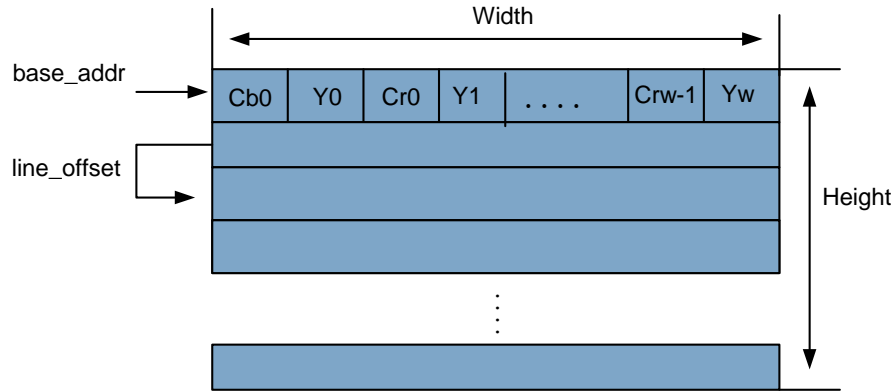 Width
base_addr
Cb0 Y0 Cr0 Y1 . . . . Crw-1 Yw
line_offset
Height